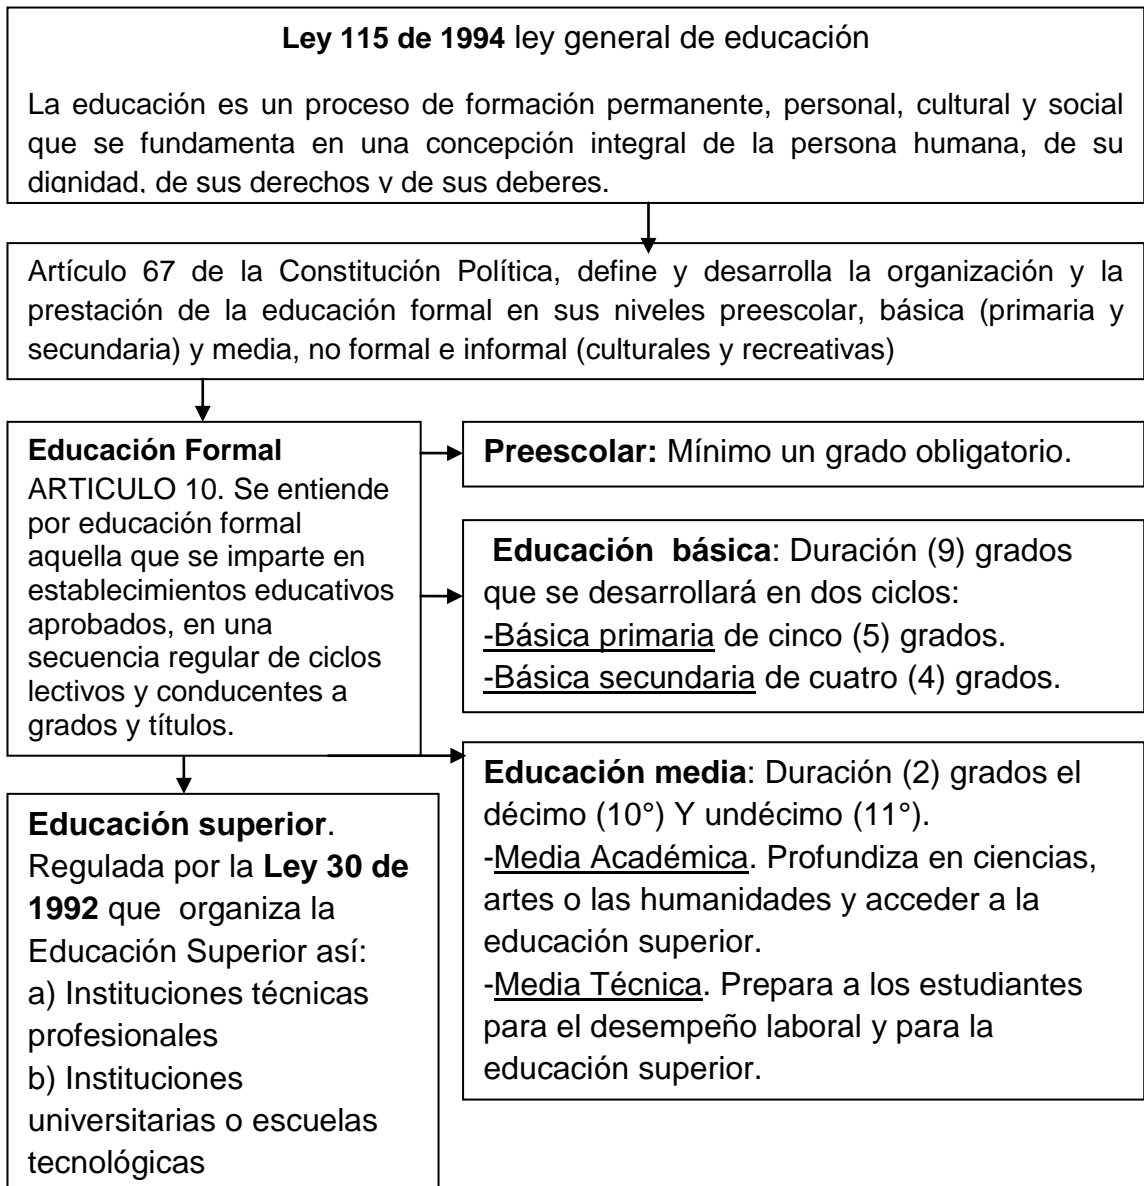 Ley 115 de 1994 ley general de educación
La educación es un proceso de formación permanente, personal, cultural y social
que se fundamenta en una concepción integral de la persona humana, de su
dignidad, de sus derechos y de sus deberes.
Artículo 67 de la Constitución Política, define y desarrolla la organización y la
prestación de la educación formal en sus niveles preescolar, básica (primaria y
secundaria) y media, no formal e informal (culturales y recreativas)
Educación Formal
ARTICULO 10. Se entiende
por educación formal
aquella que se imparte en
establecimientos educativos
aprobados, en una
secuencia regular de ciclos
lectivos y conducentes a
grados y títulos.
Preescolar: Mínimo un grado obligatorio.
Educación básica: Duración (9) grados
que se desarrollará en dos ciclos:
-Básica primaria de cinco (5) grados.
-Básica secundaria de cuatro (4) grados.
Educación media: Duración (2) grados el
décimo (10°) Y undécimo (11°).
-Media Académica. Profundiza en ciencias,
artes o las humanidades y acceder a la
educación superior.
-Media Técnica. Prepara a los estudiantes
para el desempeño laboral y para la
educación superior.
Educación superior.
Regulada por la Ley 30 de
1992 que organiza la
Educación Superior así:
a) Instituciones técnicas
profesionales
b) Instituciones
universitarias o escuelas
tecnológicas